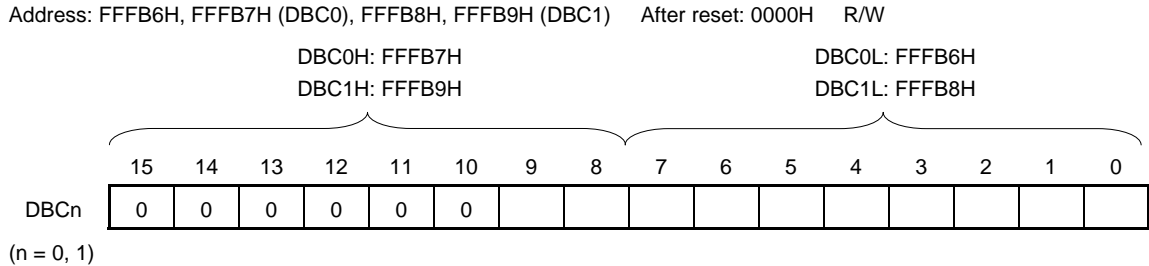 Address: FFFB6H, FFFB7H (DBC0), FFFB8H, FFFB9H (DBC1) After reset: 0000H R/W
DBC0H: FFFB7H DBC0L: FFFB6H
DBC1H: FFFB9H DBC1L: FFFB8H
15 14 13 12 11 10 9 8 7 6 5 4 3 2 1 0
DBCn 0 0 0 0 0 0
(n = 0, 1)